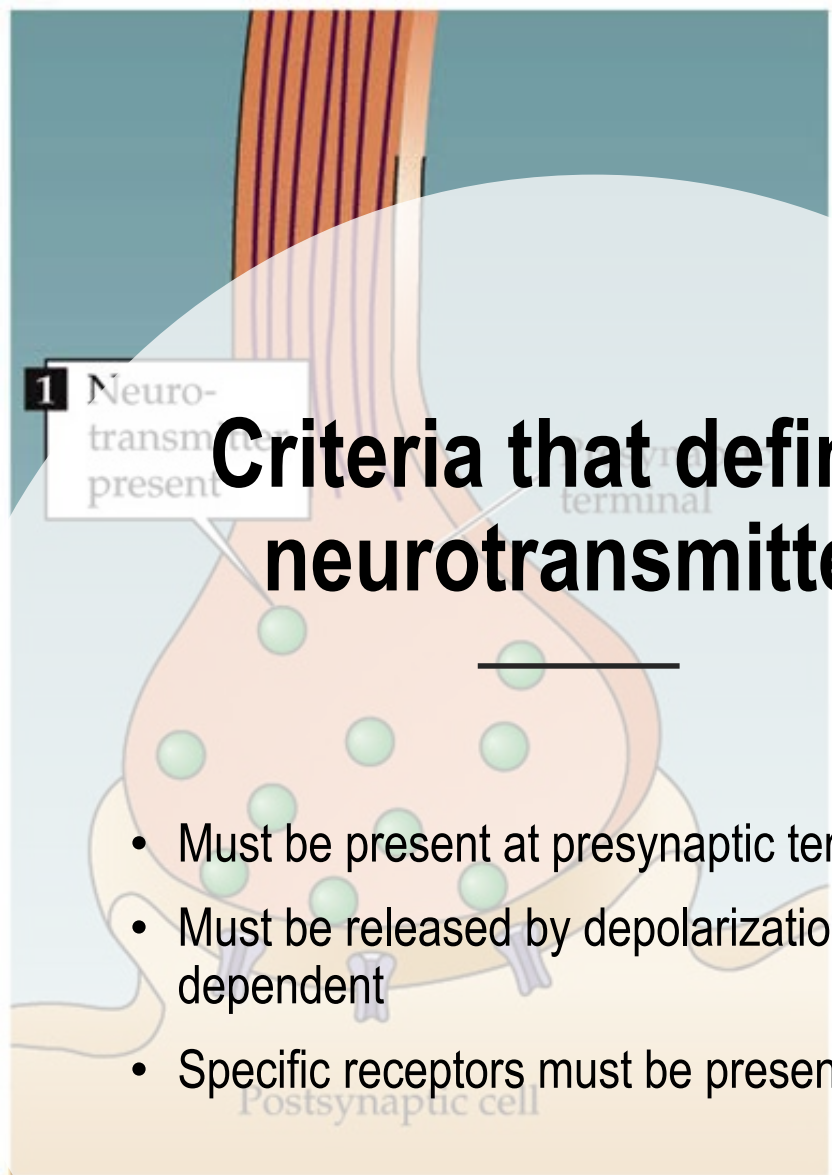 1 Neuro-
transmitter
present
Criteria that defin
neurotransmitte
terminal
• Must be present at presynaptic ter
• Must be released by depolarizatio
dependent
• Specific receptors must be presen
Postsynaptic cell